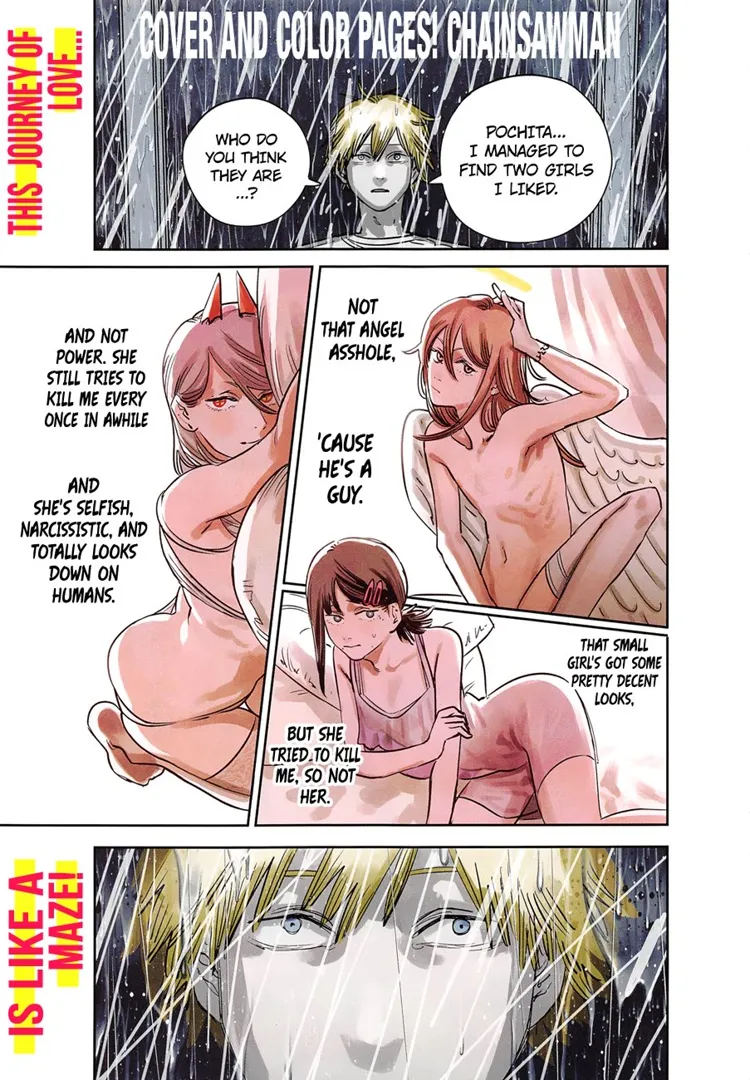 COVER AND COLOR PAGES! CHAINSAWMAN
THIS JOURNEY OF
LOVE...
POCHITA...
I MANAGED TO
FIND TWO GIRLS
I LIKED.
WHO DO
YOU THINK
THEY ARE
...?
NOT
THAT ANGEL
ASSHOLE,
'CAUSE
HE'S A
GUY.
AND NOT
POWER. SHE
STILL TRIES TO
KILL ME EVERY
ONCE IN AWHILE
AND
SHE'S SELFISH,
NARCISSISTIC, AND
TOTALLY LOOKS
DOWN ON
HUMANS.
THAT SMALL
GIRL'S GOT SOME
PRETTY DECENT
LOOKS,
BUT SHE
TRIED TO KILL
ME, SO NOT
HER.
IS LIKE A
MAZE!